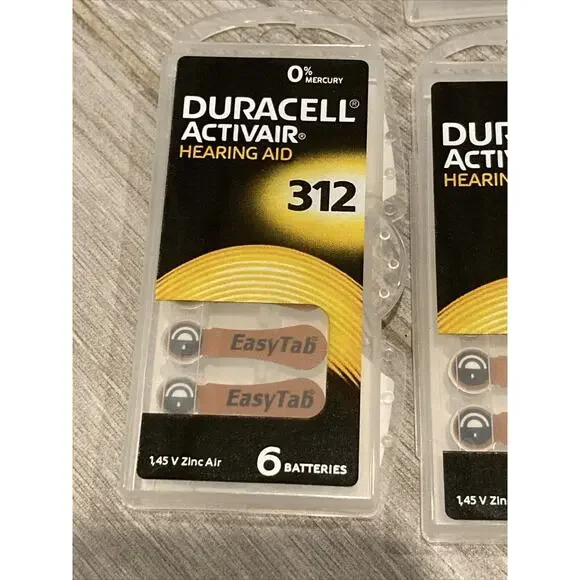 0% MERCURY
DURACELL®
ACTIVAIR®
HEARING AID
312
EasyTab®
EasyTab®
1,45 V Zinc Air
6 BATTERIES
DUR
ACTIV
HEARIN
1,45 V Zin